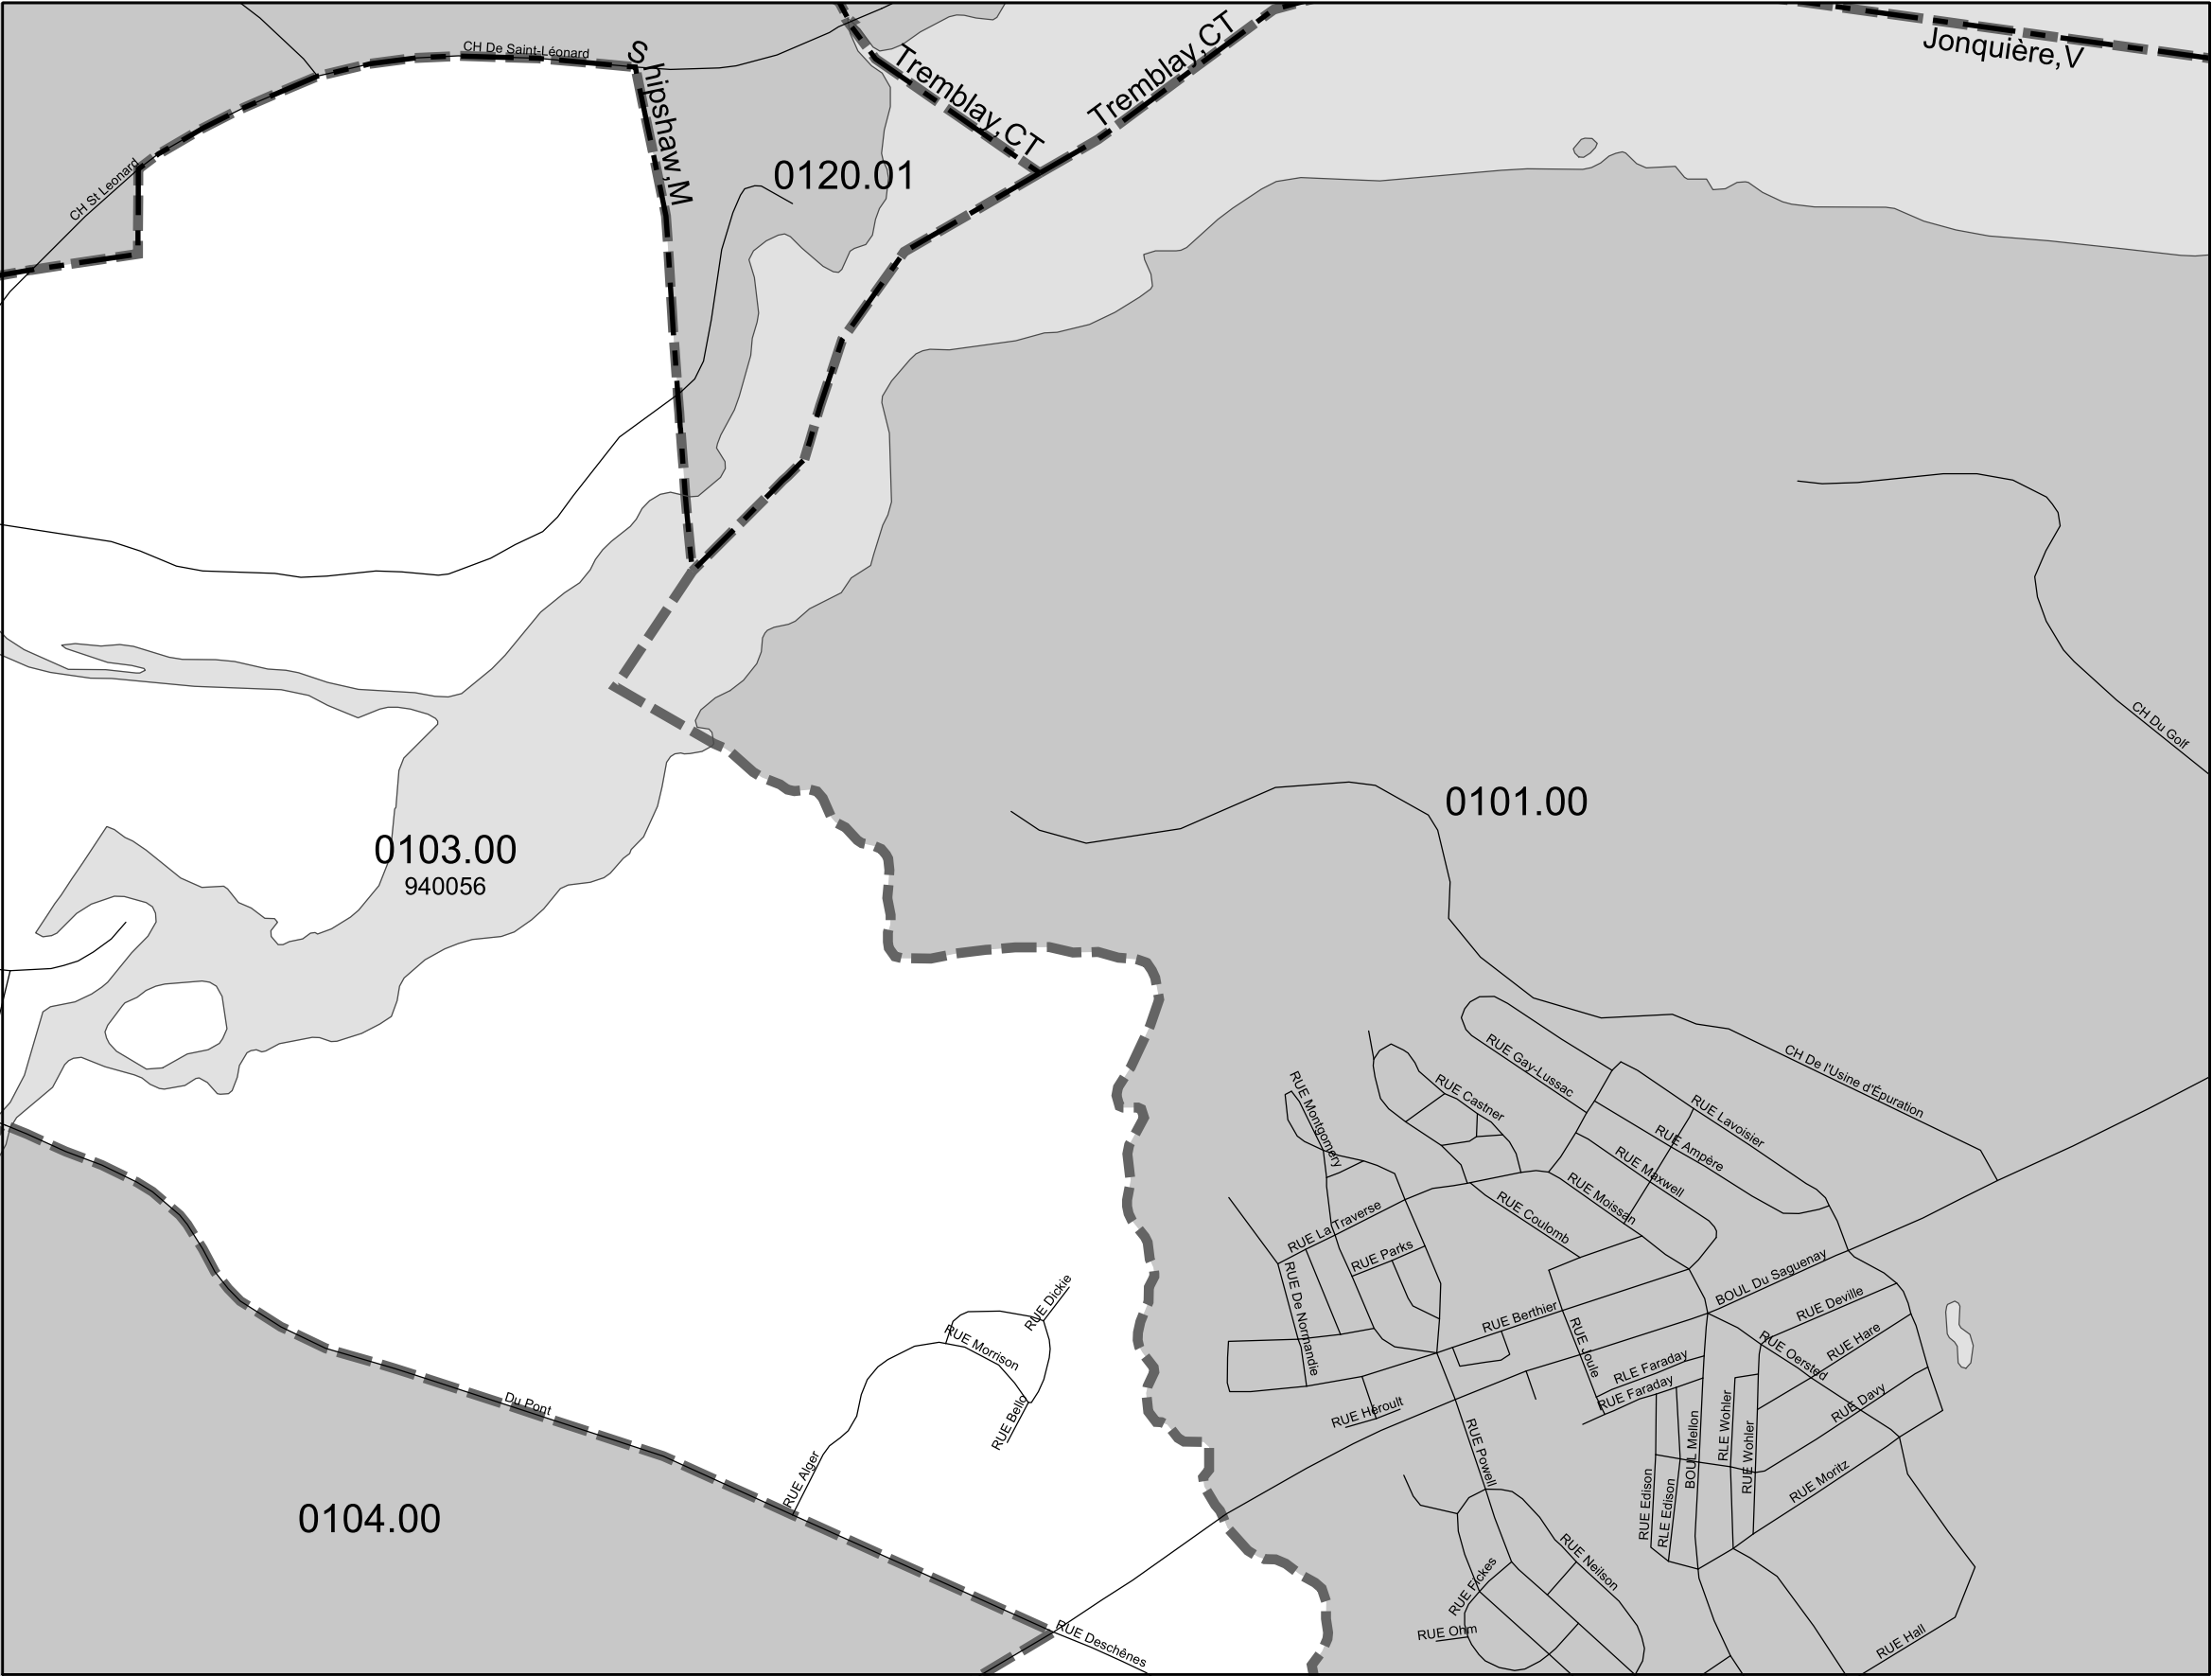 CH De Saint-Léonard
Shipshaw,M
Tremblay,CT
Tremblay,CT
Jonquière,V
CH St Leonard
0120.01
CH Du Golf
0101.00
0103.00
940056
CH De l'Usine d'Épuration
RUE Gay-Lussac
RUE Castner
RUE Montgomery
RUE Lavoisier
RUE Ampère
RUE Maxwell
RUE Moissan
RUE Coulomb
RUE La Traverse
RUE Parks
RUE De Normandie
BOUL Du Saguenay
RUE Berthier
RUE Deville
RUE Hare
RUE Oersted
RUE Joule
RLE Faraday
RUE Faraday
RUE Davy
RUE Dickie
RUE Morrison
RUE Bello
RUE Alger
Du Pont
RUE Héroult
RUE Powell
BOUL Mellon
RLE Wohler
RUE Wohler
RUE Moritz
RUE Edison
RLE Edison
0104.00
RUE Neilson
RUE Fickes
RUE Ohm
RUE Hall
RUE Deschênes